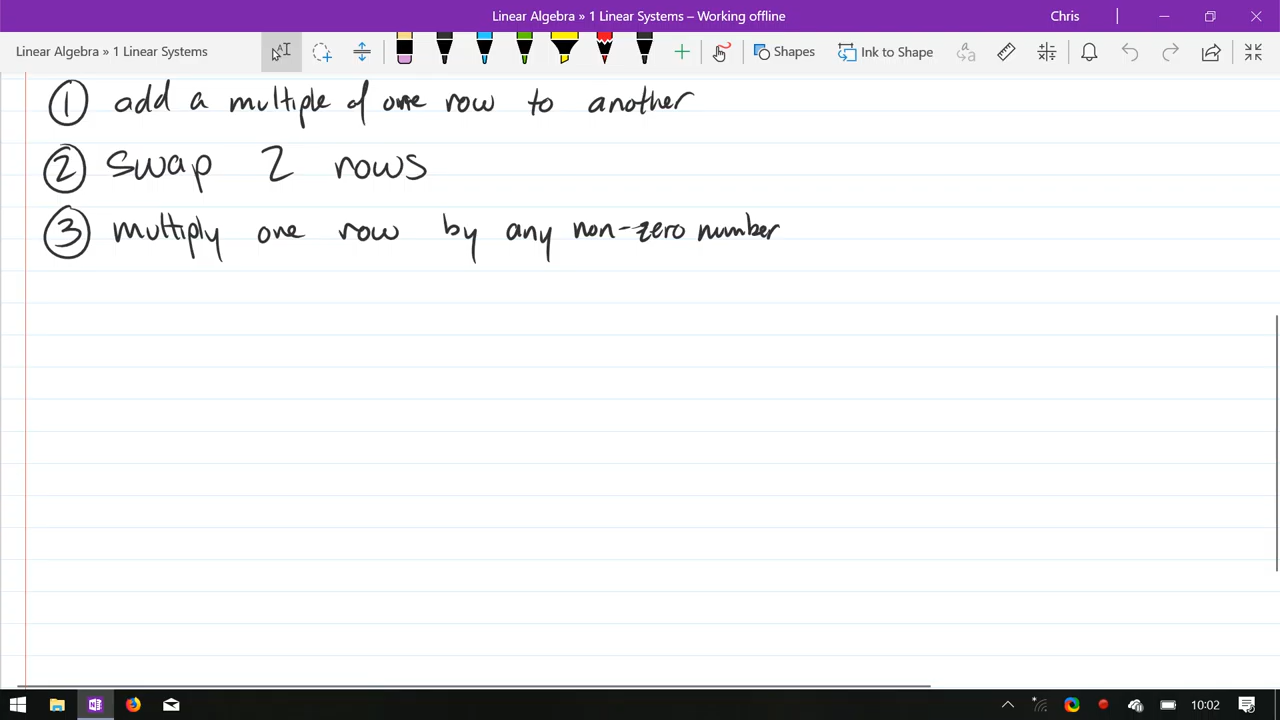 Linear Algebra » 1 Linear Systems – Working offline
Chris
Linear Algebra » 1 Linear Systems
Shapes
Ink to Shape
① add a multiple of one row to another
② swap 2 rows
③ multiply one row by any non-zero number
10:02